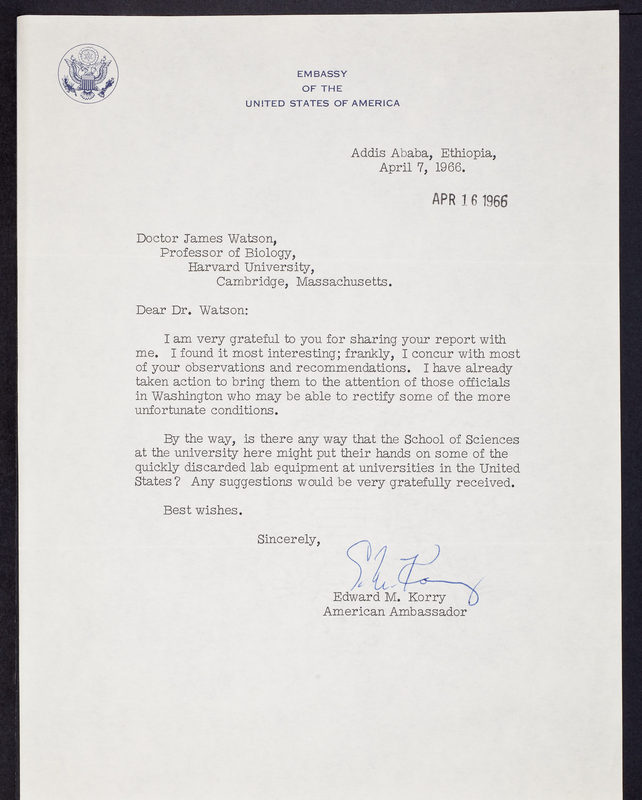 EMBASSY
OF THE
UNITED STATES OF AMERICA
Addis Ababa, Ethiopia,
April 7, 1966.
APR 16 1966
Doctor James Watson,
Professor of Biology,
Harvard University,
Cambridge, Massachusetts.
Dear Dr. Watson:
I am very grateful to you for sharing your report with
me. I found it most interesting; frankly, I concur with most
of your observations and recommendations. I have already
taken action to bring them to the attention of those officials
in Washington who may be able to rectify some of the more
unfortunate conditions.
By the way, is there any way that the School of Sciences
at the university here might put their hands on some of the
quickly discarded lab equipment at universities in the United
States? Any suggestions would be very gratefully received.
Best wishes.
Sincerely,
E. M. Korry
Edward M. Korry
American Ambassador